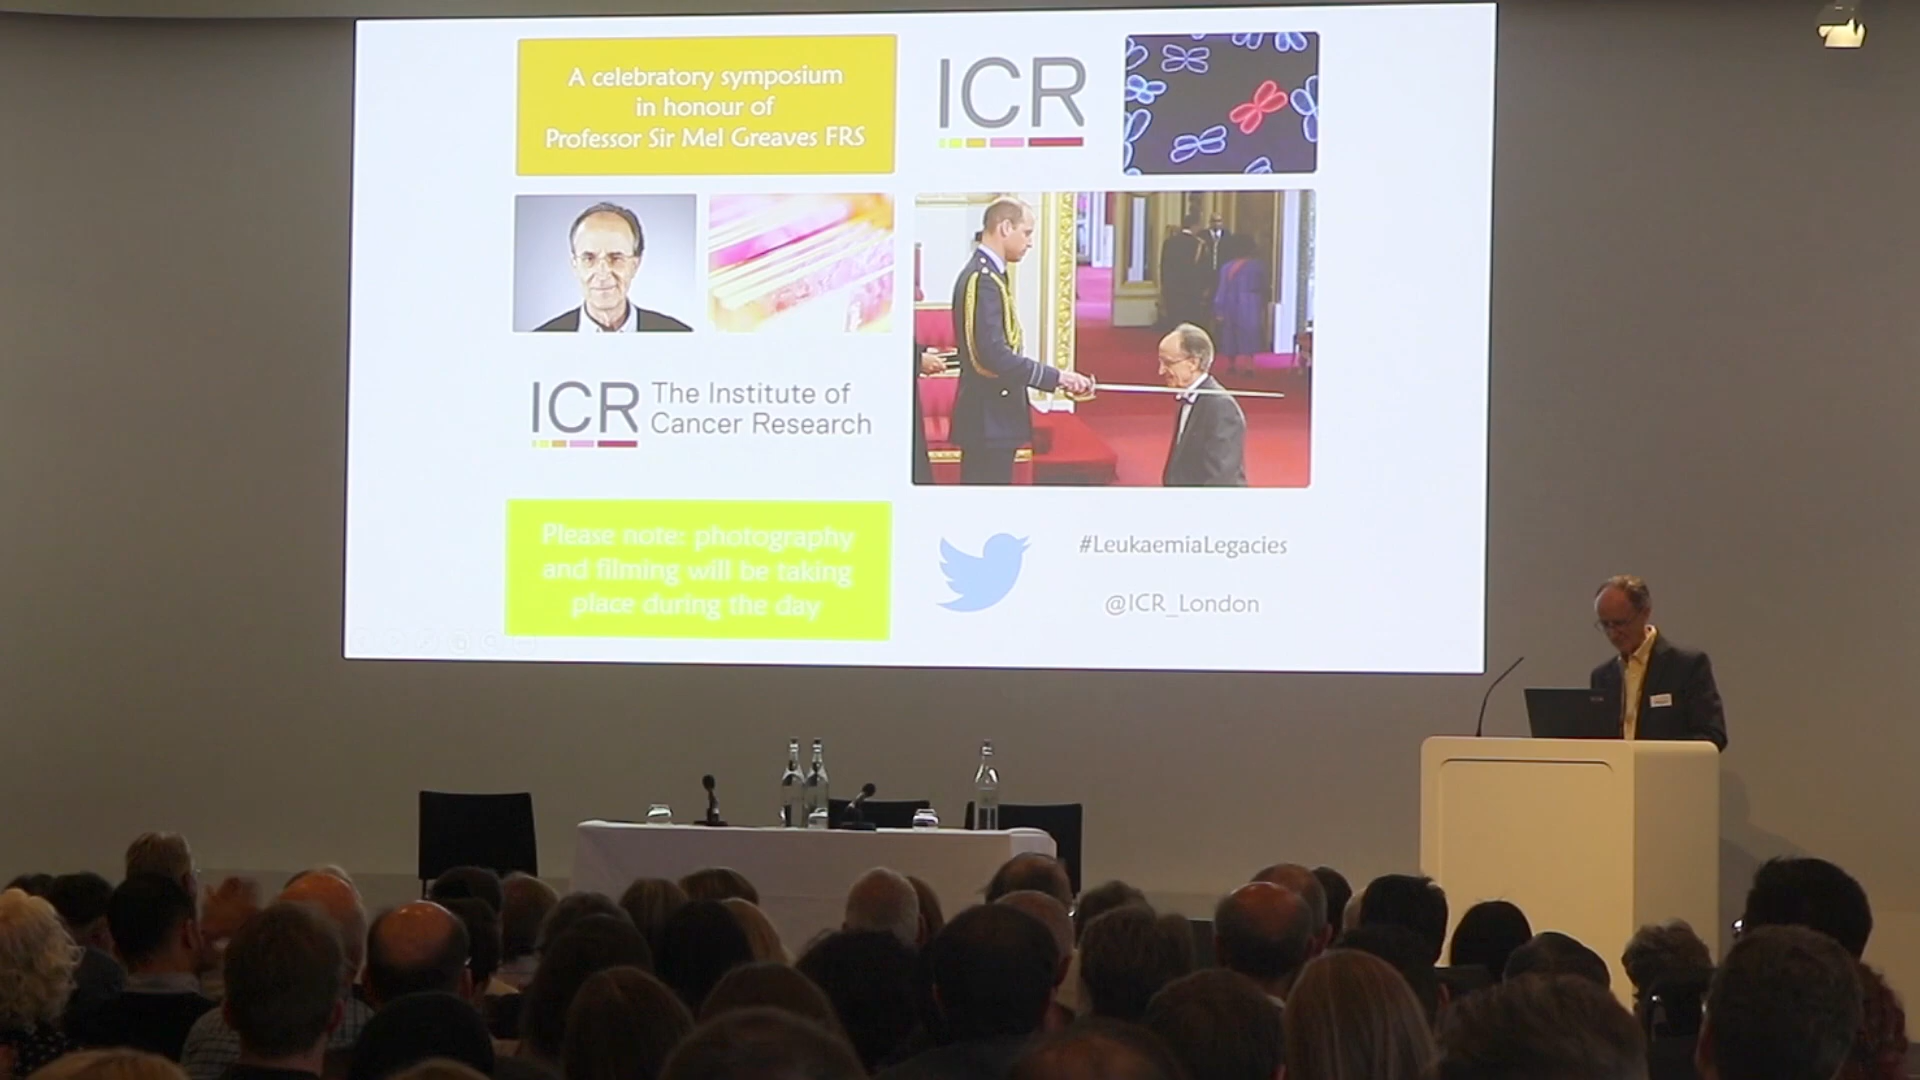 A celebratory symposium
in honour of
Professor Sir Mel Greaves FRS
ICR
ICR
The Institute of
Cancer Research
Please note: photography
and filming will be taking
place during the day
#LeukaemiaLegacies
@ICR_London